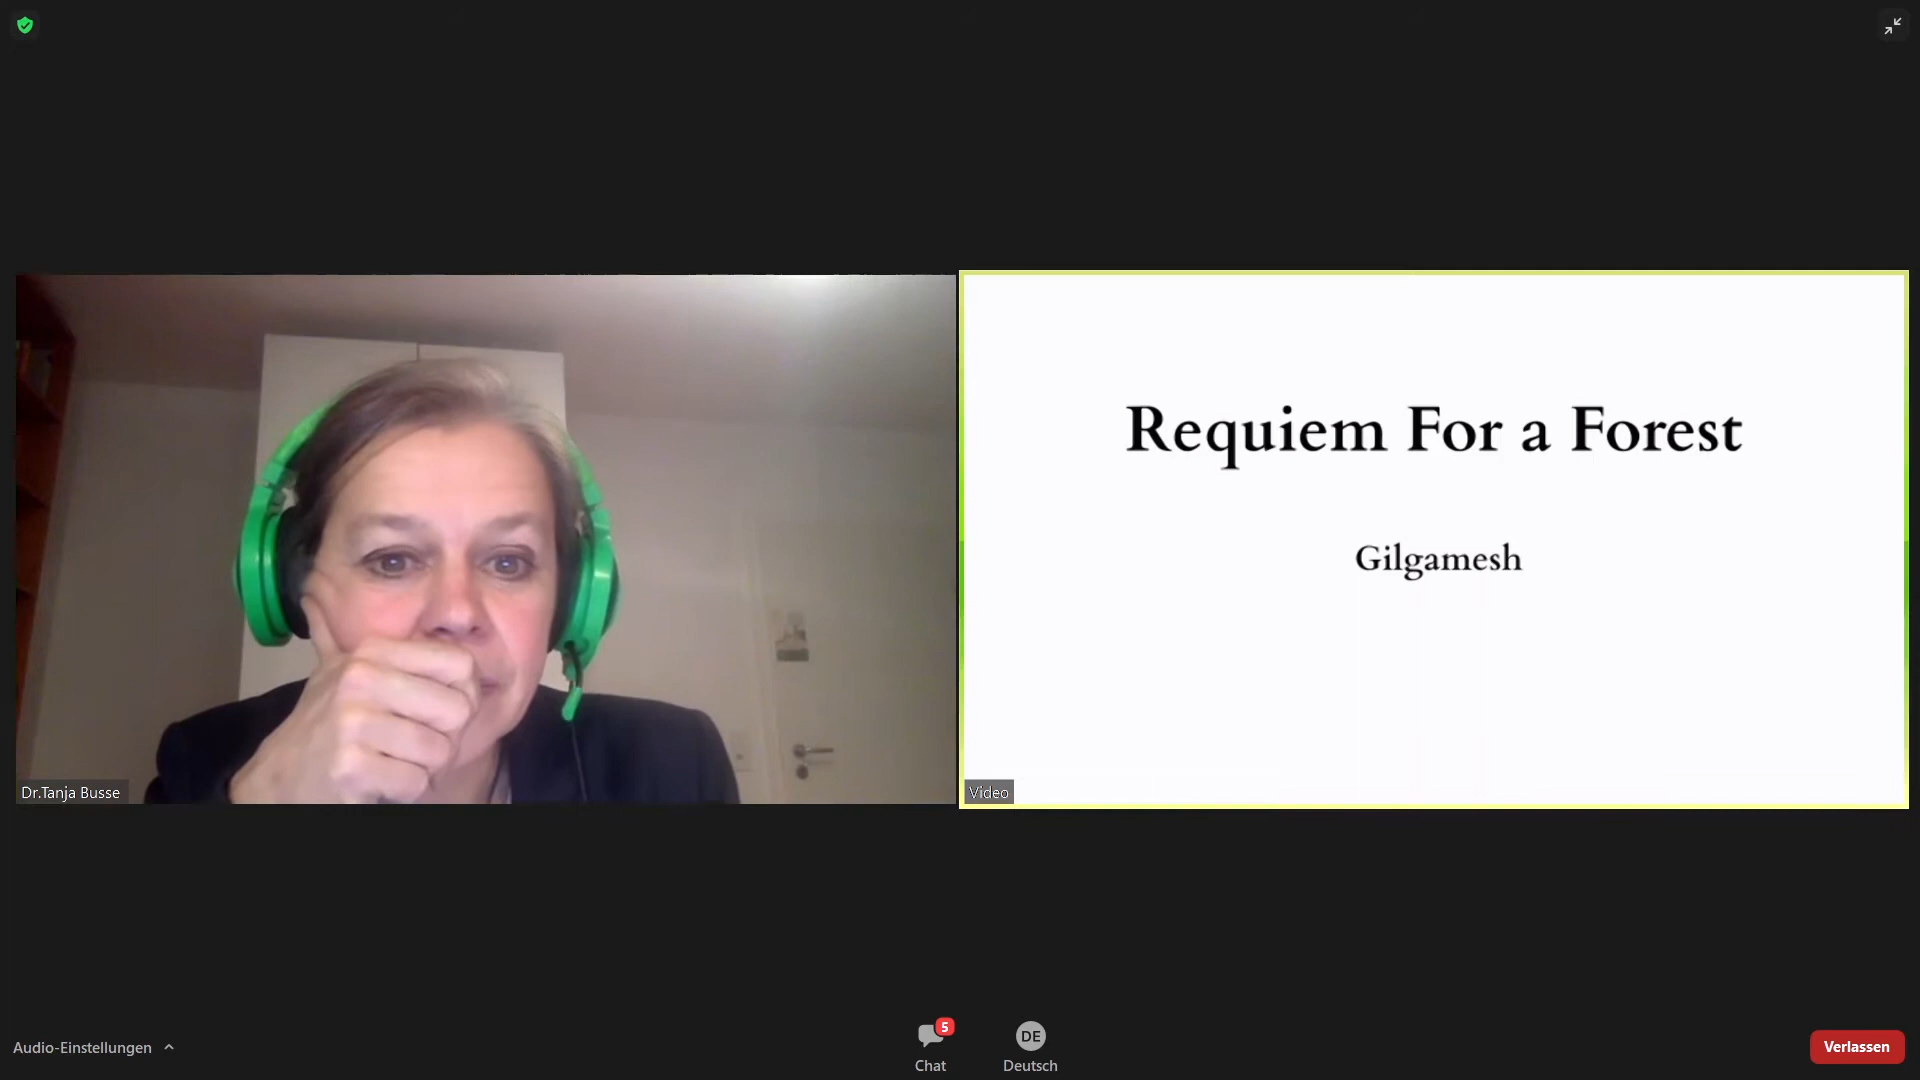 Requiem For a Forest
Gilgamesh
Dr.Tanja Busse
Video
Audio-Einstellungen
5
Chat
DE
Deutsch
Verlassen